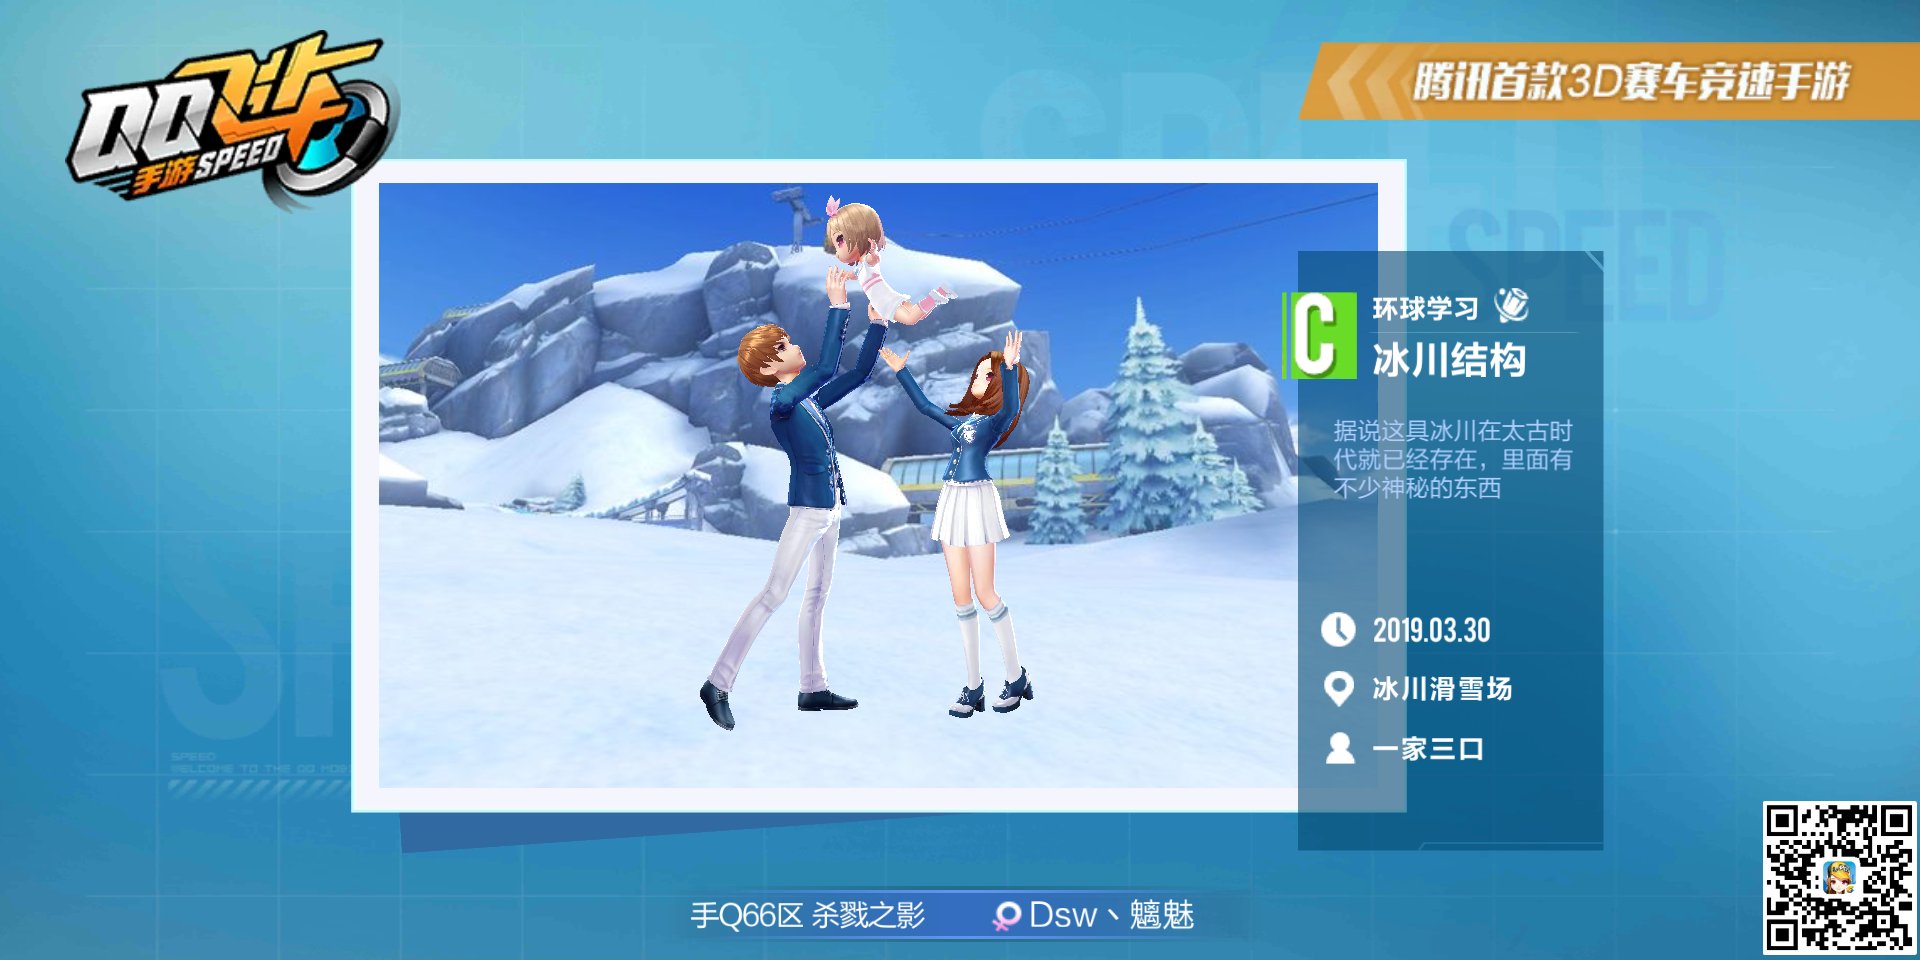 QQ飞车
手游SPEED
腾讯首款3D赛车竞速手游
SPEED
SPEED
C
环球学习
冰川结构
据说这具冰川在太古时
代就已经存在，里面有
不少神秘的东西
2019.03.30
冰川滑雪场
一家三口
SPEED
手Q66区 杀戮之影
Dsw丶魑魅